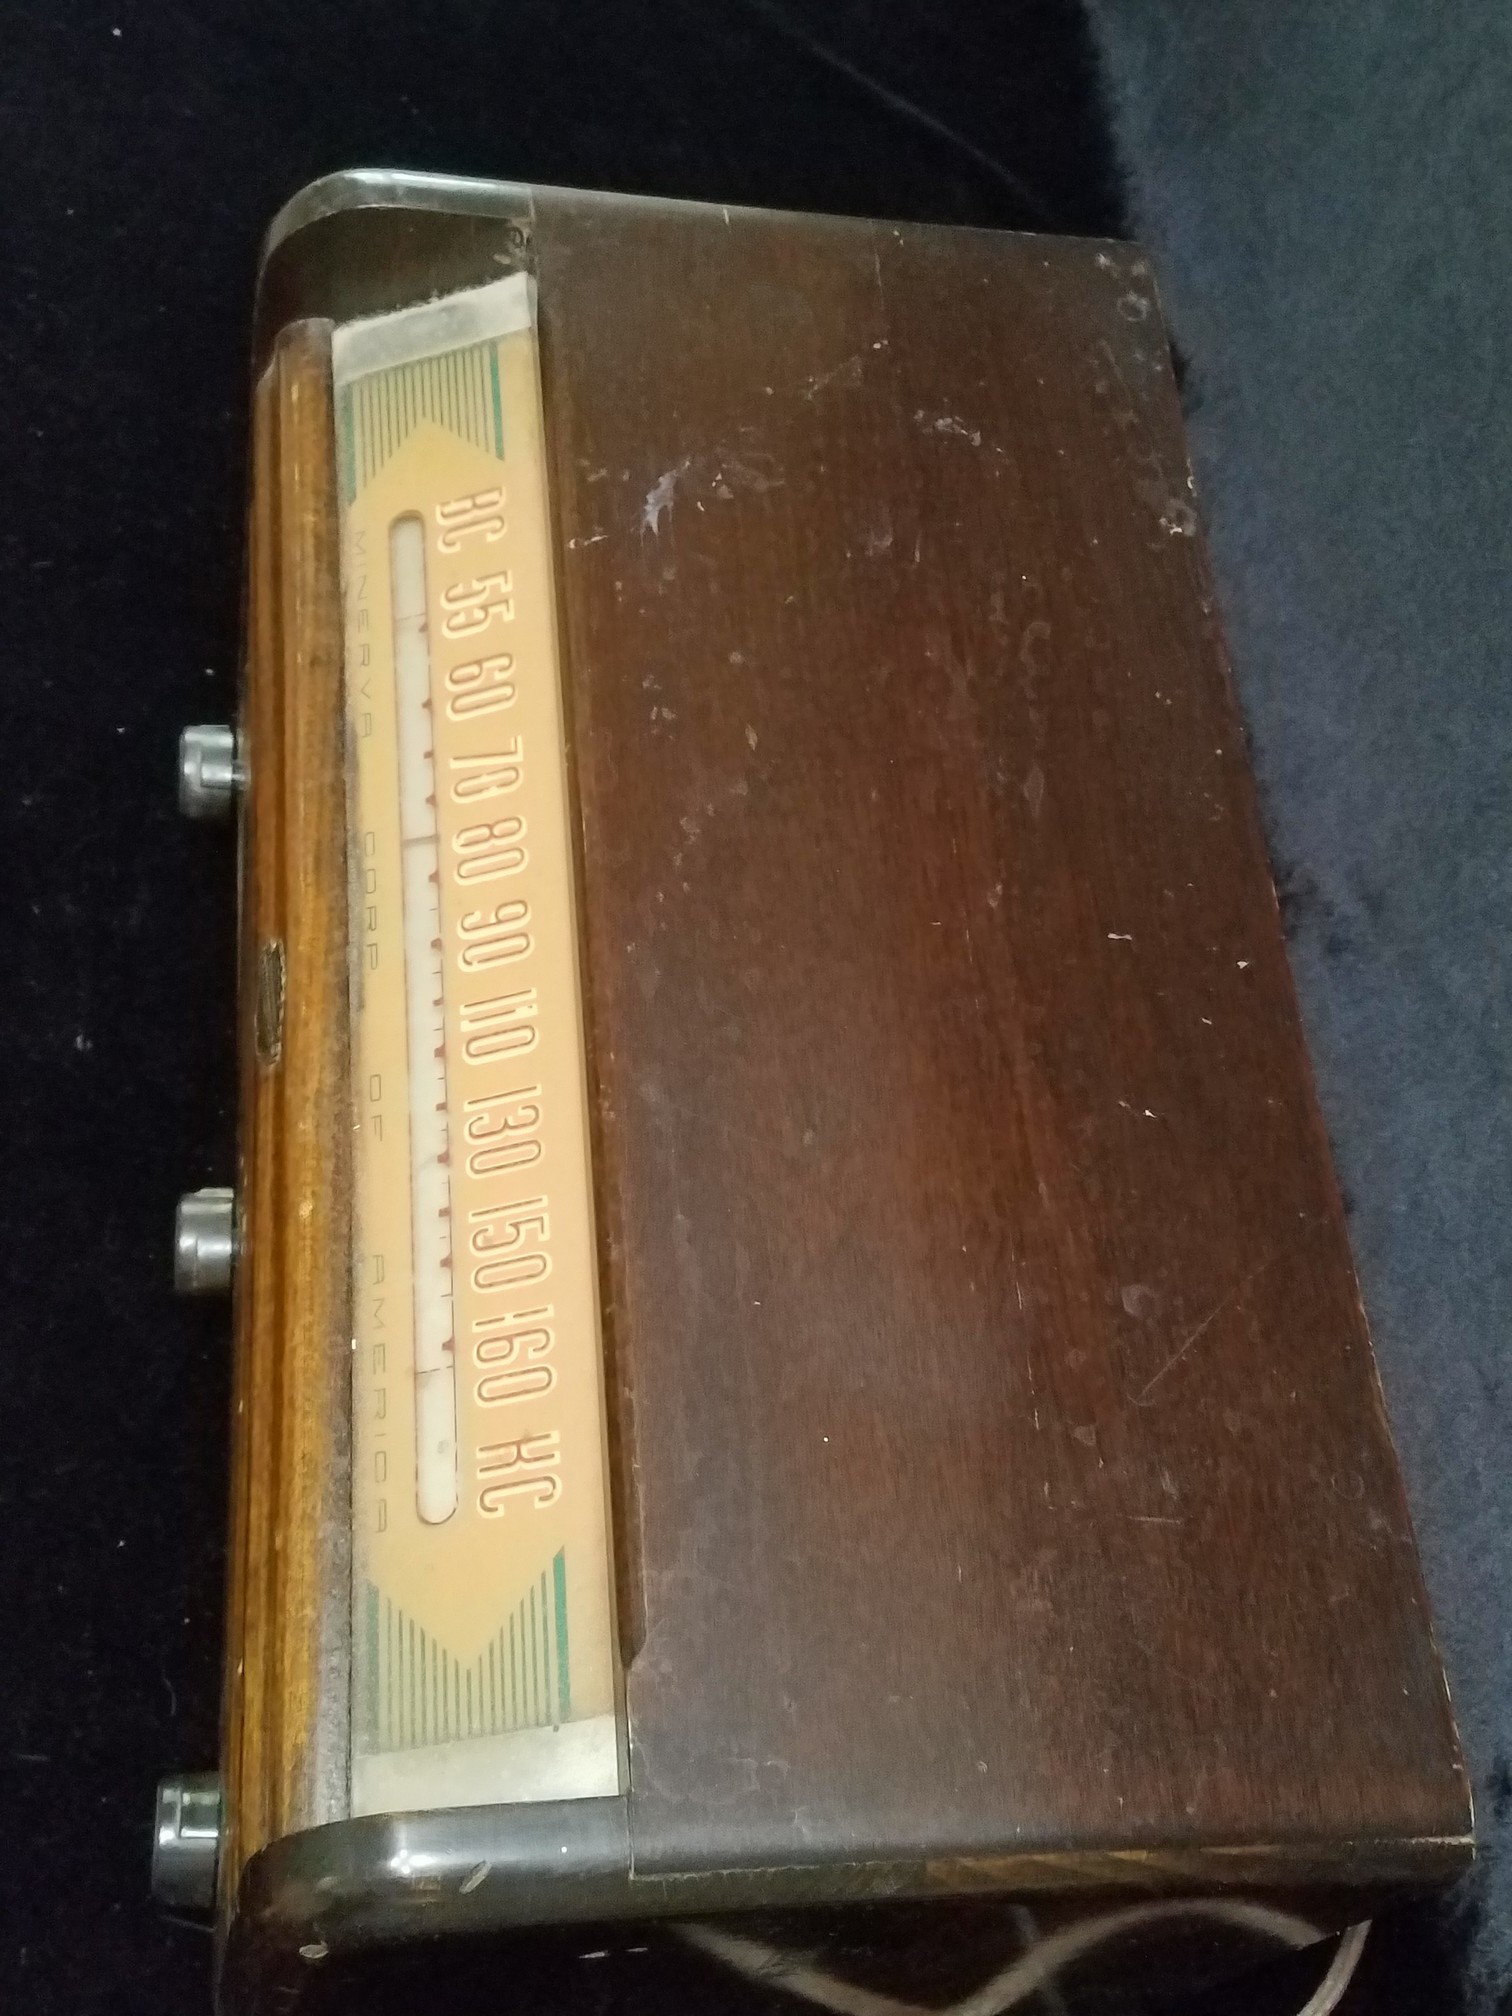 BC 55 60 70 80 90 110 130 150 160 KC
MINERVA CORP OF AMERICA